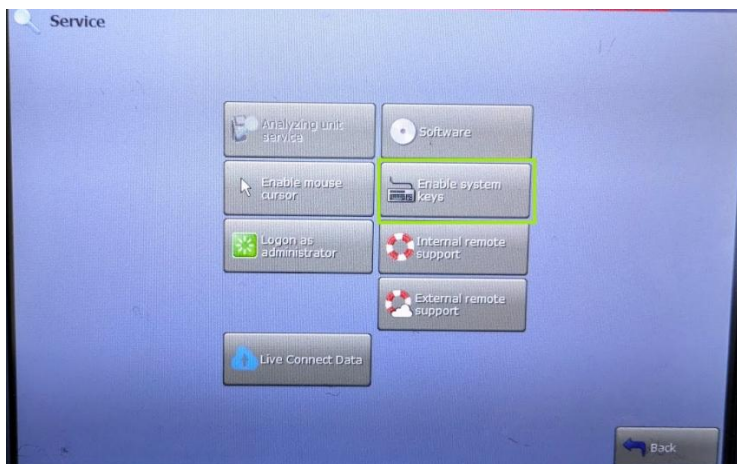 Service
Analyzing unit
service
Software
Enable mouse
cursor
Enable system
keys
Logon as
administrator
Internal remote
support
External remote
support
Live Connect Data
Back